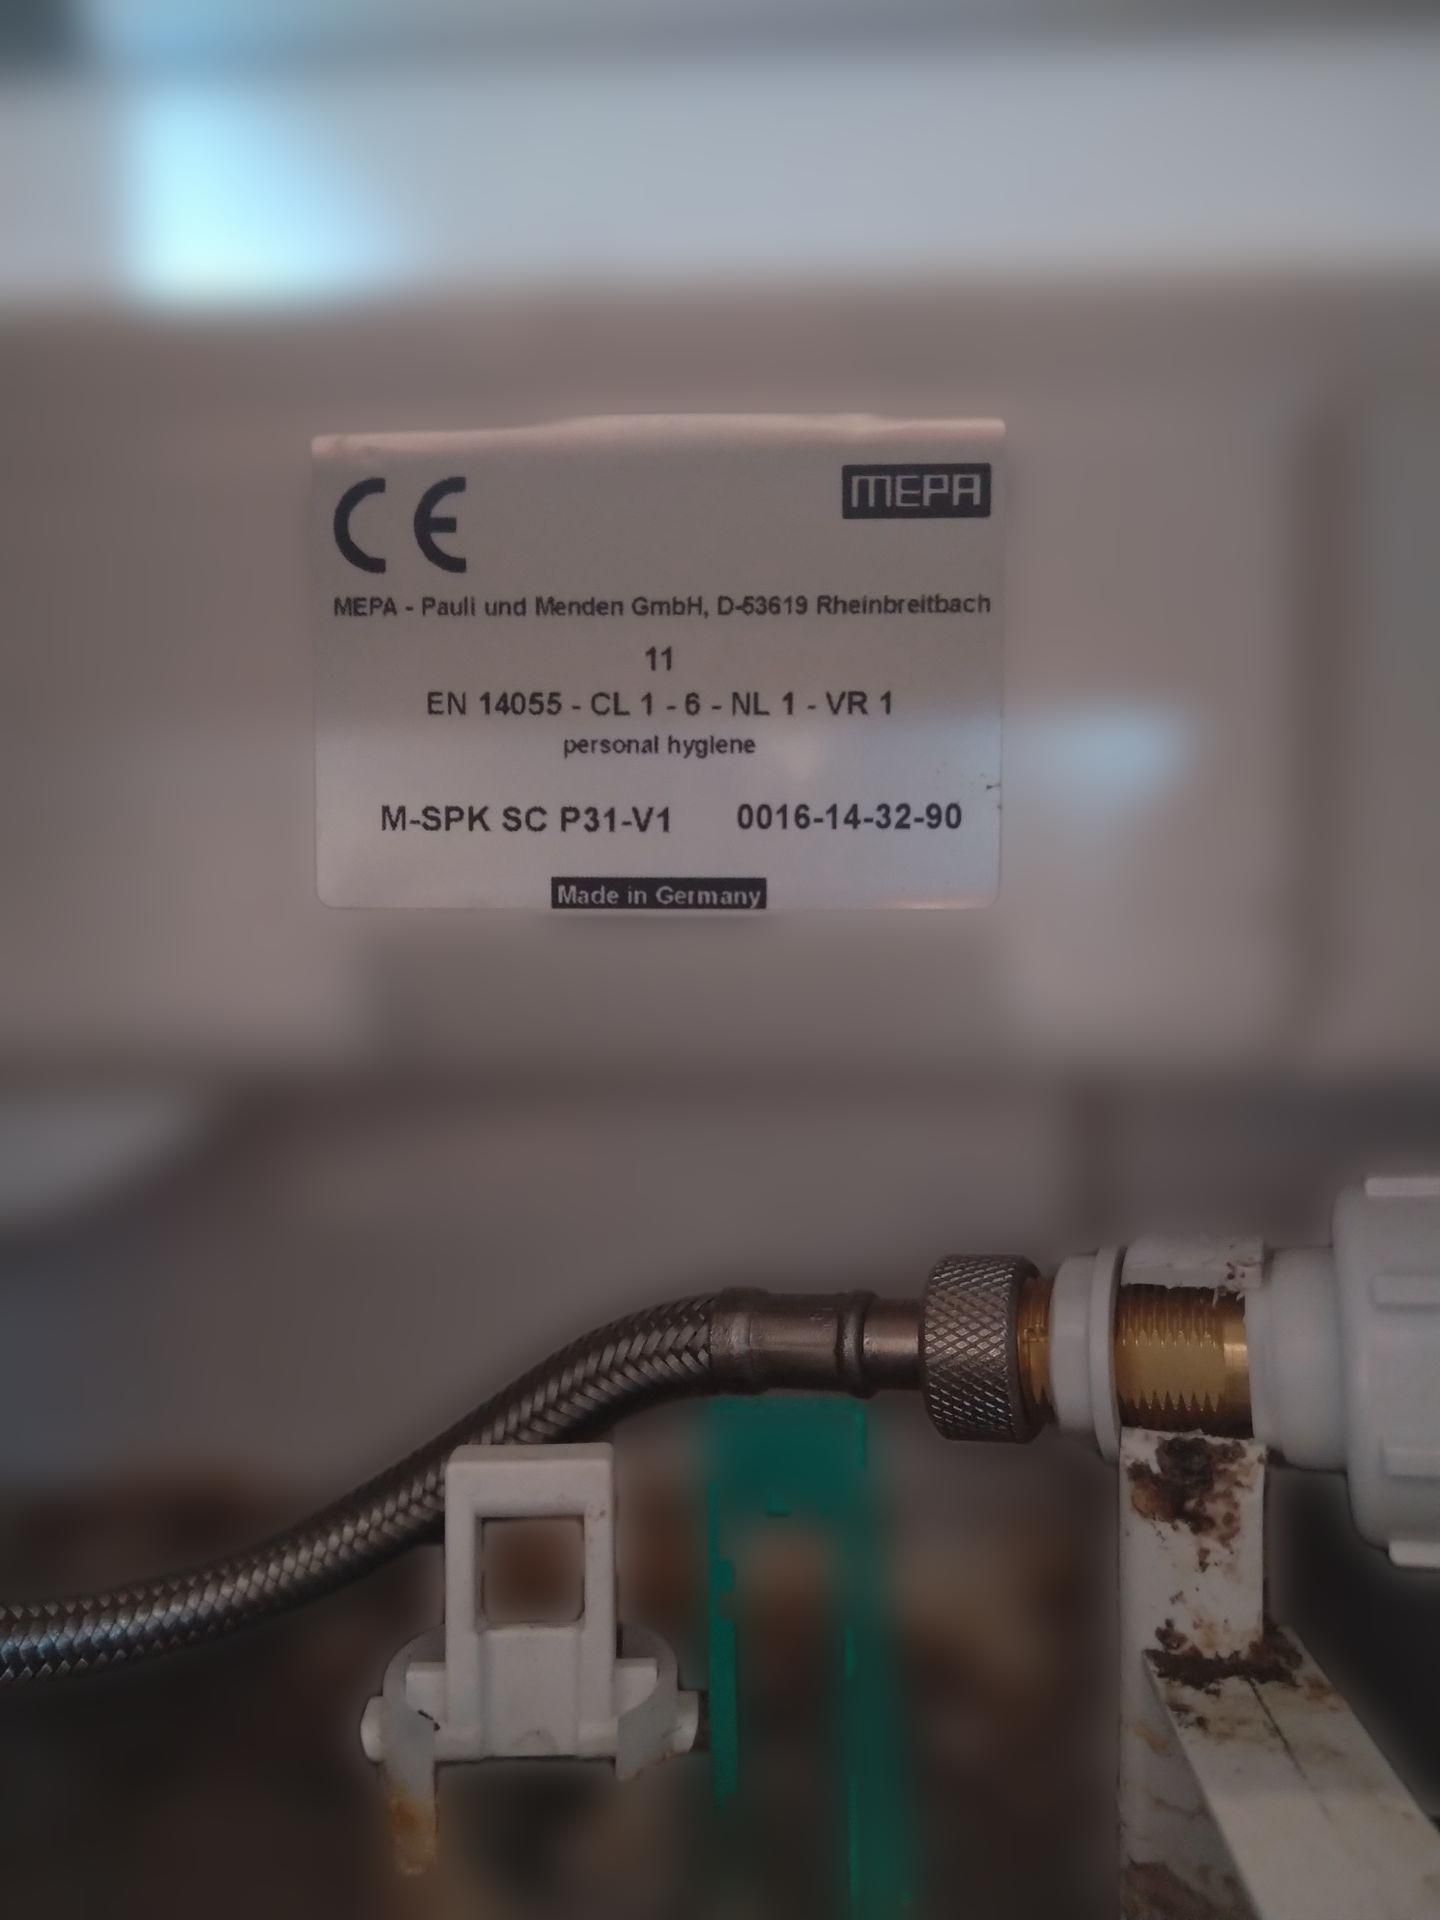 CE
MEPA
MEPA - Pauli und Menden GmbH, D-53619 Rheinbreitbach
11
EN 14055 - CL 1 - 6 - NL 1 - VR 1
personal hygiene
M-SPK SC P31-V1 0016-14-32-90
Made in Germany